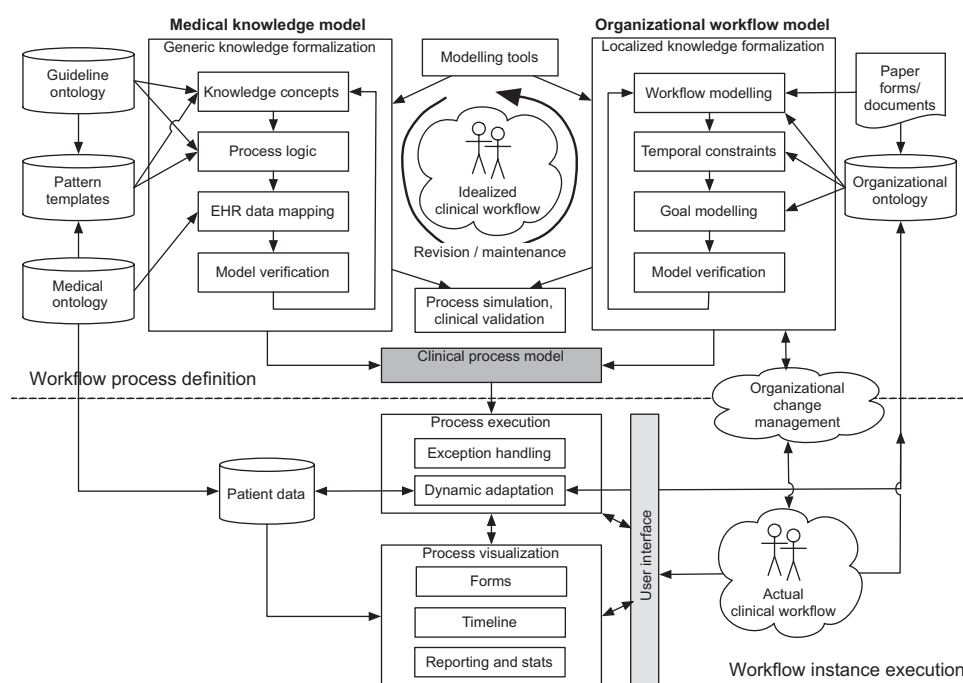 Medical knowledge model
Organizational workflow model
Generic knowledge formalization
Localized knowledge formalization
Guideline
ontology
Knowledge concepts
Modelling tools
Workflow modelling
Paper
forms/
documents
Process logic
Temporal constraints
Pattern
templates
Idealized
clinical workflow
Organizational
ontology
EHR data mapping
Goal modelling
Revision / maintenance
Medical
ontology
Model verification
Model verification
Process simulation,
clinical validation
Clinical process model
Workflow process definition
Organizational
change
management
Process execution
Exception handling
Patient data
Dynamic adaptation
User interface
Process visualization
Forms
Actual
clinical workflow
Timeline
Reporting and stats
Workflow instance execution